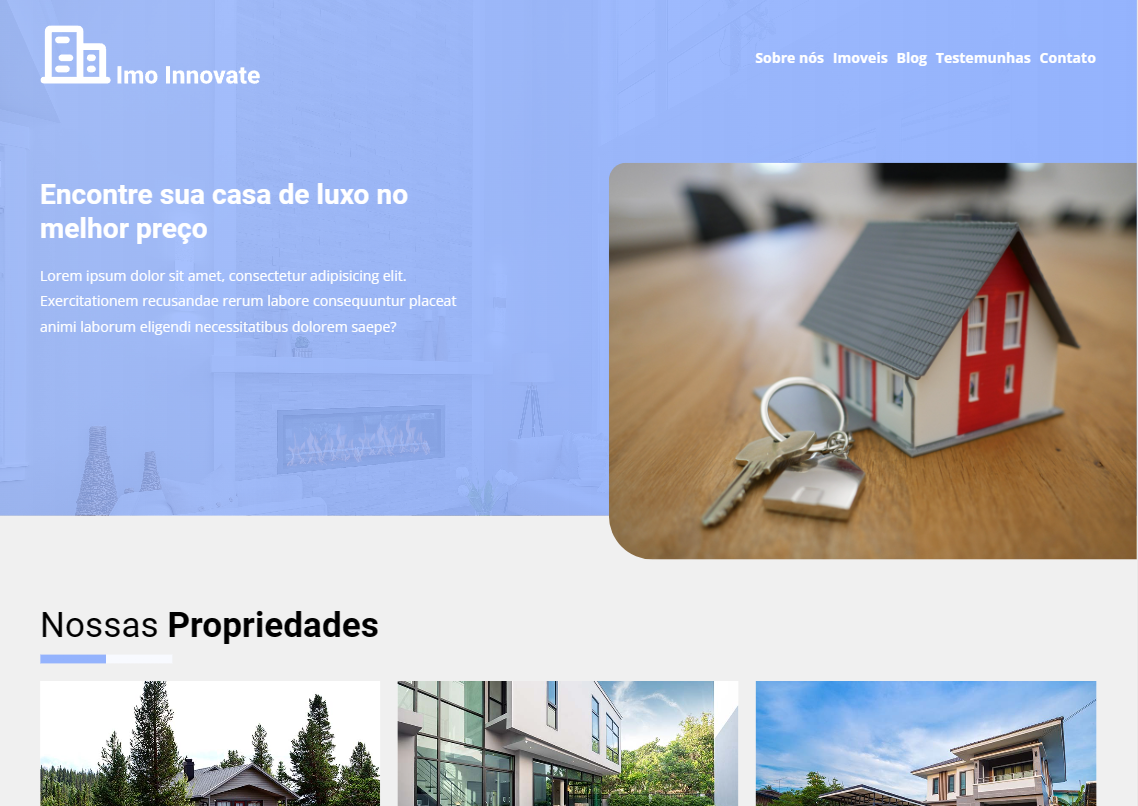 Imo Innovate
Sobre nós Imoveis Blog Testemunhas Contato
Encontre sua casa de luxo no
melhor preço
Lorem ipsum dolor sit amet, consectetur adipisicing elit.
Exercitationem recusandae rerum labore consequuntur placeat
animi laborum eligendi necessitatibus dolorem saepe?
Nossas Propriedades